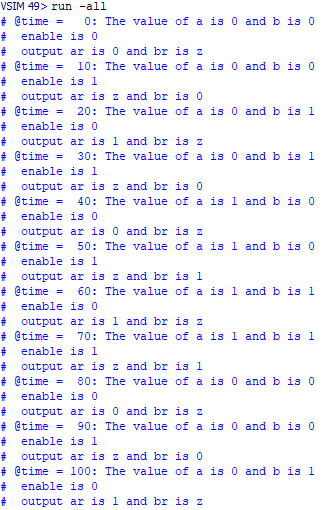 VSIM 49> run -all
# @time =   0: The value of a is 0 and b is 0
#  enable is 0
#  output ar is 0 and br is z
# @time =  10: The value of a is 0 and b is 0
#  enable is 1
#  output ar is z and br is 0
# @time =  20: The value of a is 0 and b is 1
#  enable is 0
#  output ar is 1 and br is z
# @time =  30: The value of a is 0 and b is 1
#  enable is 1
#  output ar is z and br is 0
# @time =  40: The value of a is 1 and b is 0
#  enable is 0
#  output ar is 0 and br is z
# @time =  50: The value of a is 1 and b is 0
#  enable is 1
#  output ar is z and br is 1
# @time =  60: The value of a is 1 and b is 1
#  enable is 0
#  output ar is 1 and br is z
# @time =  70: The value of a is 1 and b is 1
#  enable is 1
#  output ar is z and br is 1
# @time =  80: The value of a is 0 and b is 0
#  enable is 0
#  output ar is 0 and br is z
# @time =  90: The value of a is 0 and b is 0
#  enable is 1
#  output ar is z and br is 0
# @time = 100: The value of a is 0 and b is 1
#  enable is 0
#  output ar is 1 and br is z